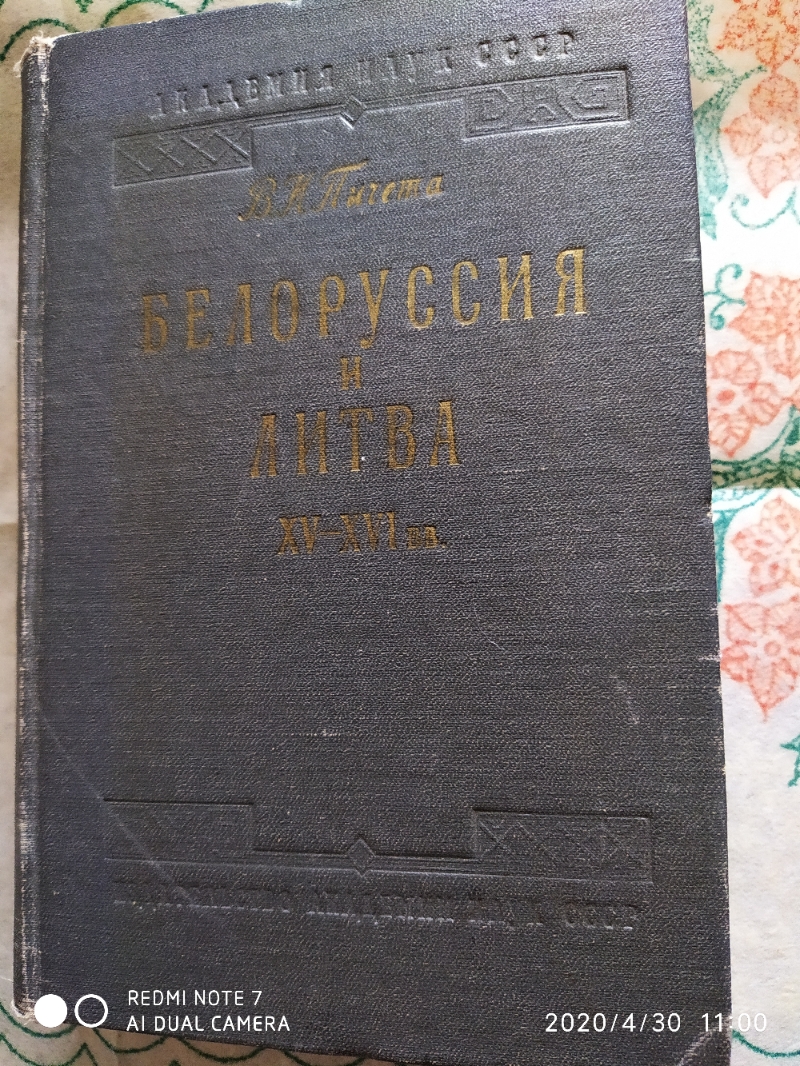 АКАДЕМИЯ НАУК СССР
В. И. Пичета
БЕЛОРУССИЯ
И
ЛИТВА
XV–XVI вв.
ИЗДАТЕЛЬСТВО АКАДЕМИИ НАУК СССР
REDMI NOTE 7
AI DUAL CAMERA
2020/4/30 11:00